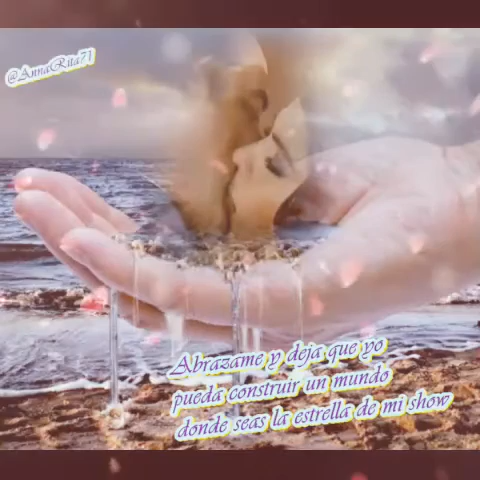 @AnnaRita71
Abrazame y deja que yo
pueda construir un mundo
donde seas la estrella de mi show